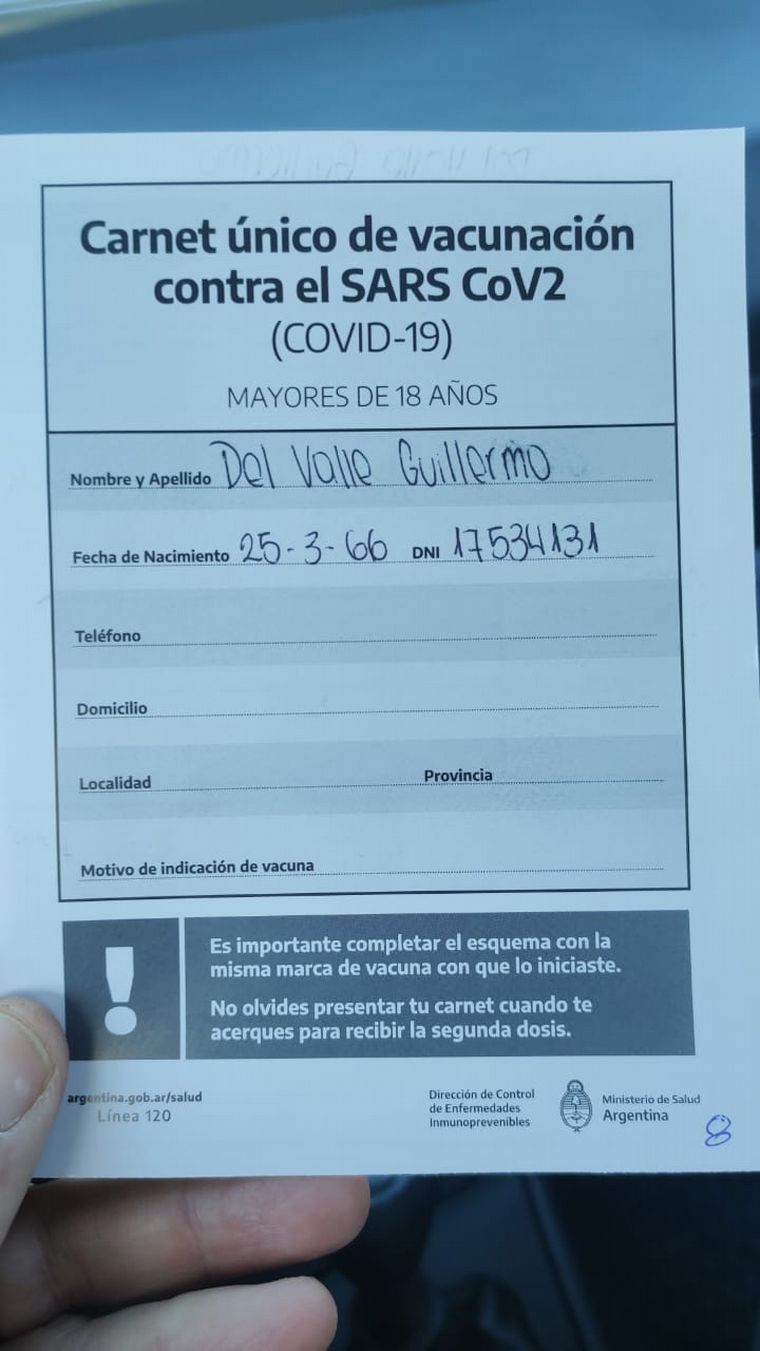 Carnet único de vacunación
contra el SARS CoV2
(COVID-19)
MAYORES DE 18 AÑOS
Nombre y Apellido Del Valle Guillermo
Fecha de Nacimiento 25-3-66 DNI 17534131
Teléfono
Domicilio
Localidad Provincia
Motivo de indicación de vacuna
!
Es importante completar el esquema con la
misma marca de vacuna con que lo iniciaste.
No olvides presentar tu carnet cuando te
acerques para recibir la segunda dosis.
argentina.gob.ar/salud
Línea 120
Dirección de Control
de Enfermedades
Inmunoprevenibles
Ministerio de Salud
Argentina
8